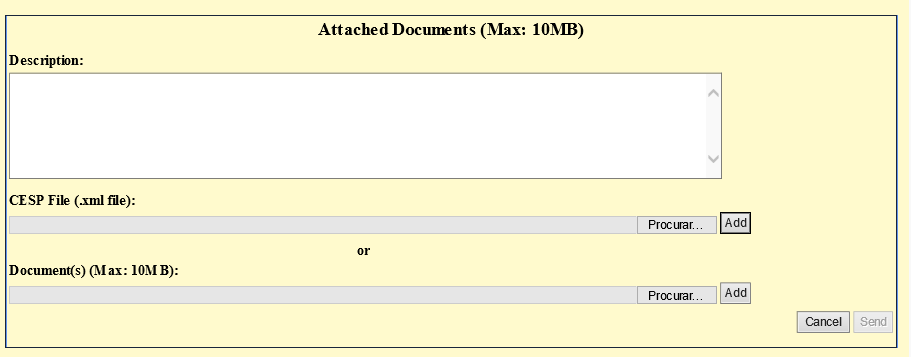 Attached Documents (Max: 10MB)
Description:
CESP File (.xml file):
Procurar... Add
or
Document(s) (Max: 10MB):
Procurar... Add
Cancel Send